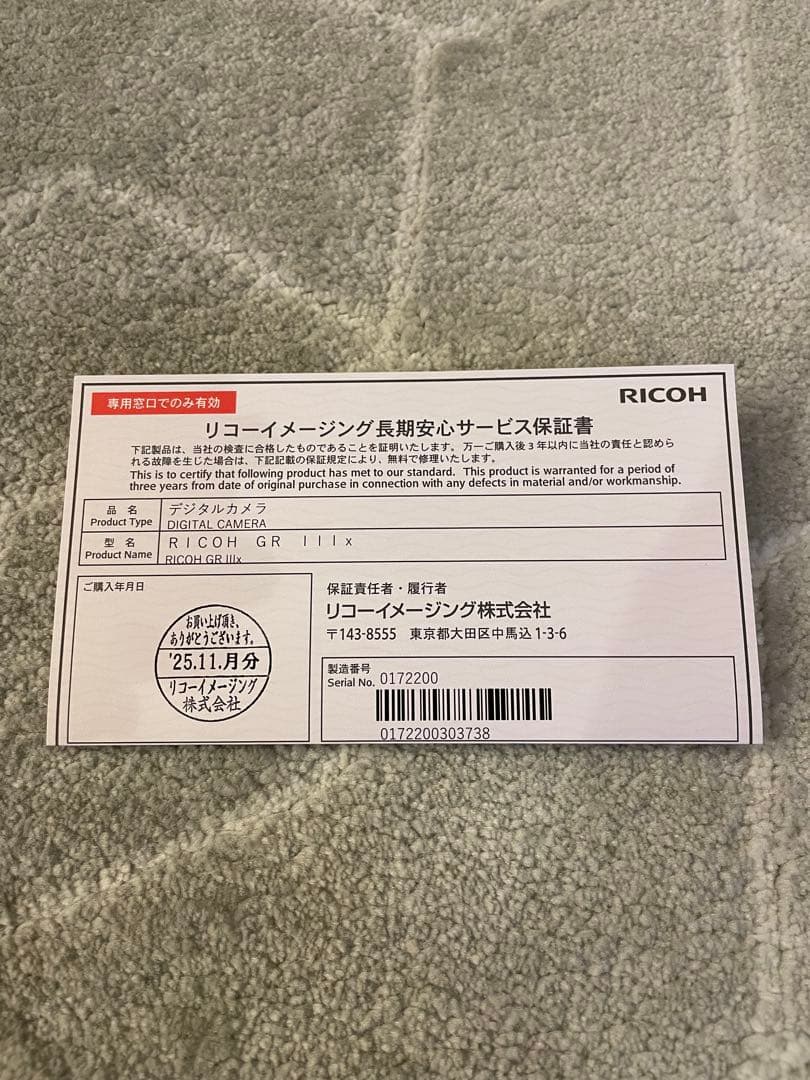 専用窓口でのみ有効
RICOH
リコーイメージング長期安心サービス保証書
下記製品は、当社の検査に合格したものであることを証明いたします。万一ご購入後3年以内に当社の責任と認めら
れる故障を生じた場合は、下記記載の保証規定により、無料で修理いたします。
This is to certify that following product has met to our standard. This product is warranted for a period of
three years from date of original purchase in connection with any defects in material and/or workmanship.
品 名
Product Type
デジタルカメラ
DIGITAL CAMERA
型 名
Product Name
ＲＩＣＯＨ ＧＲ ＩＩＩｘ
RICOH GR IIIx
ご購入年月日
お買い上げ頂き、
ありがとうございます。
'25.11.月分
リコーイメージング
株式会社
保証責任者・履行者
リコーイメージング株式会社
〒143-8555 東京都大田区中馬込1-3-6
製造番号
Serial No. 0172200
0172200303738